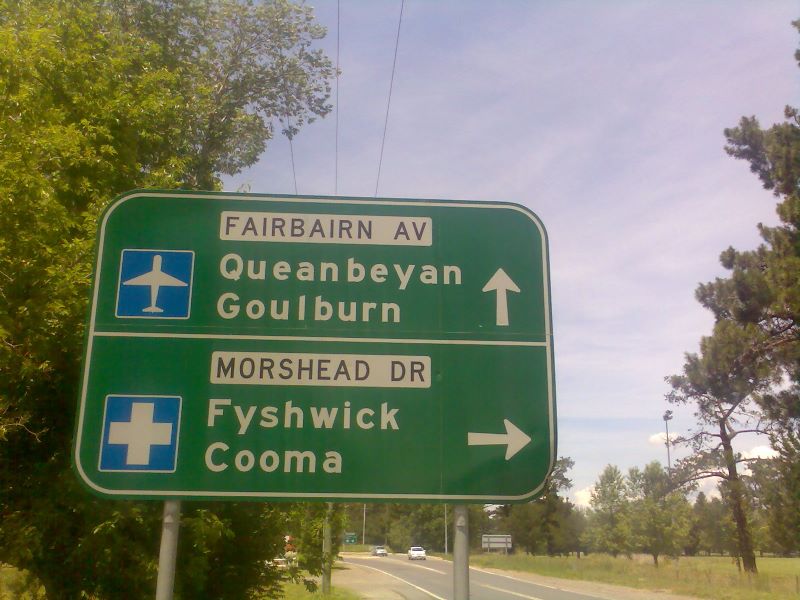 FAIRBAIRN AV
Queanbeyan
Goulburn
MORSHEAD DR
Fyshwick
Cooma